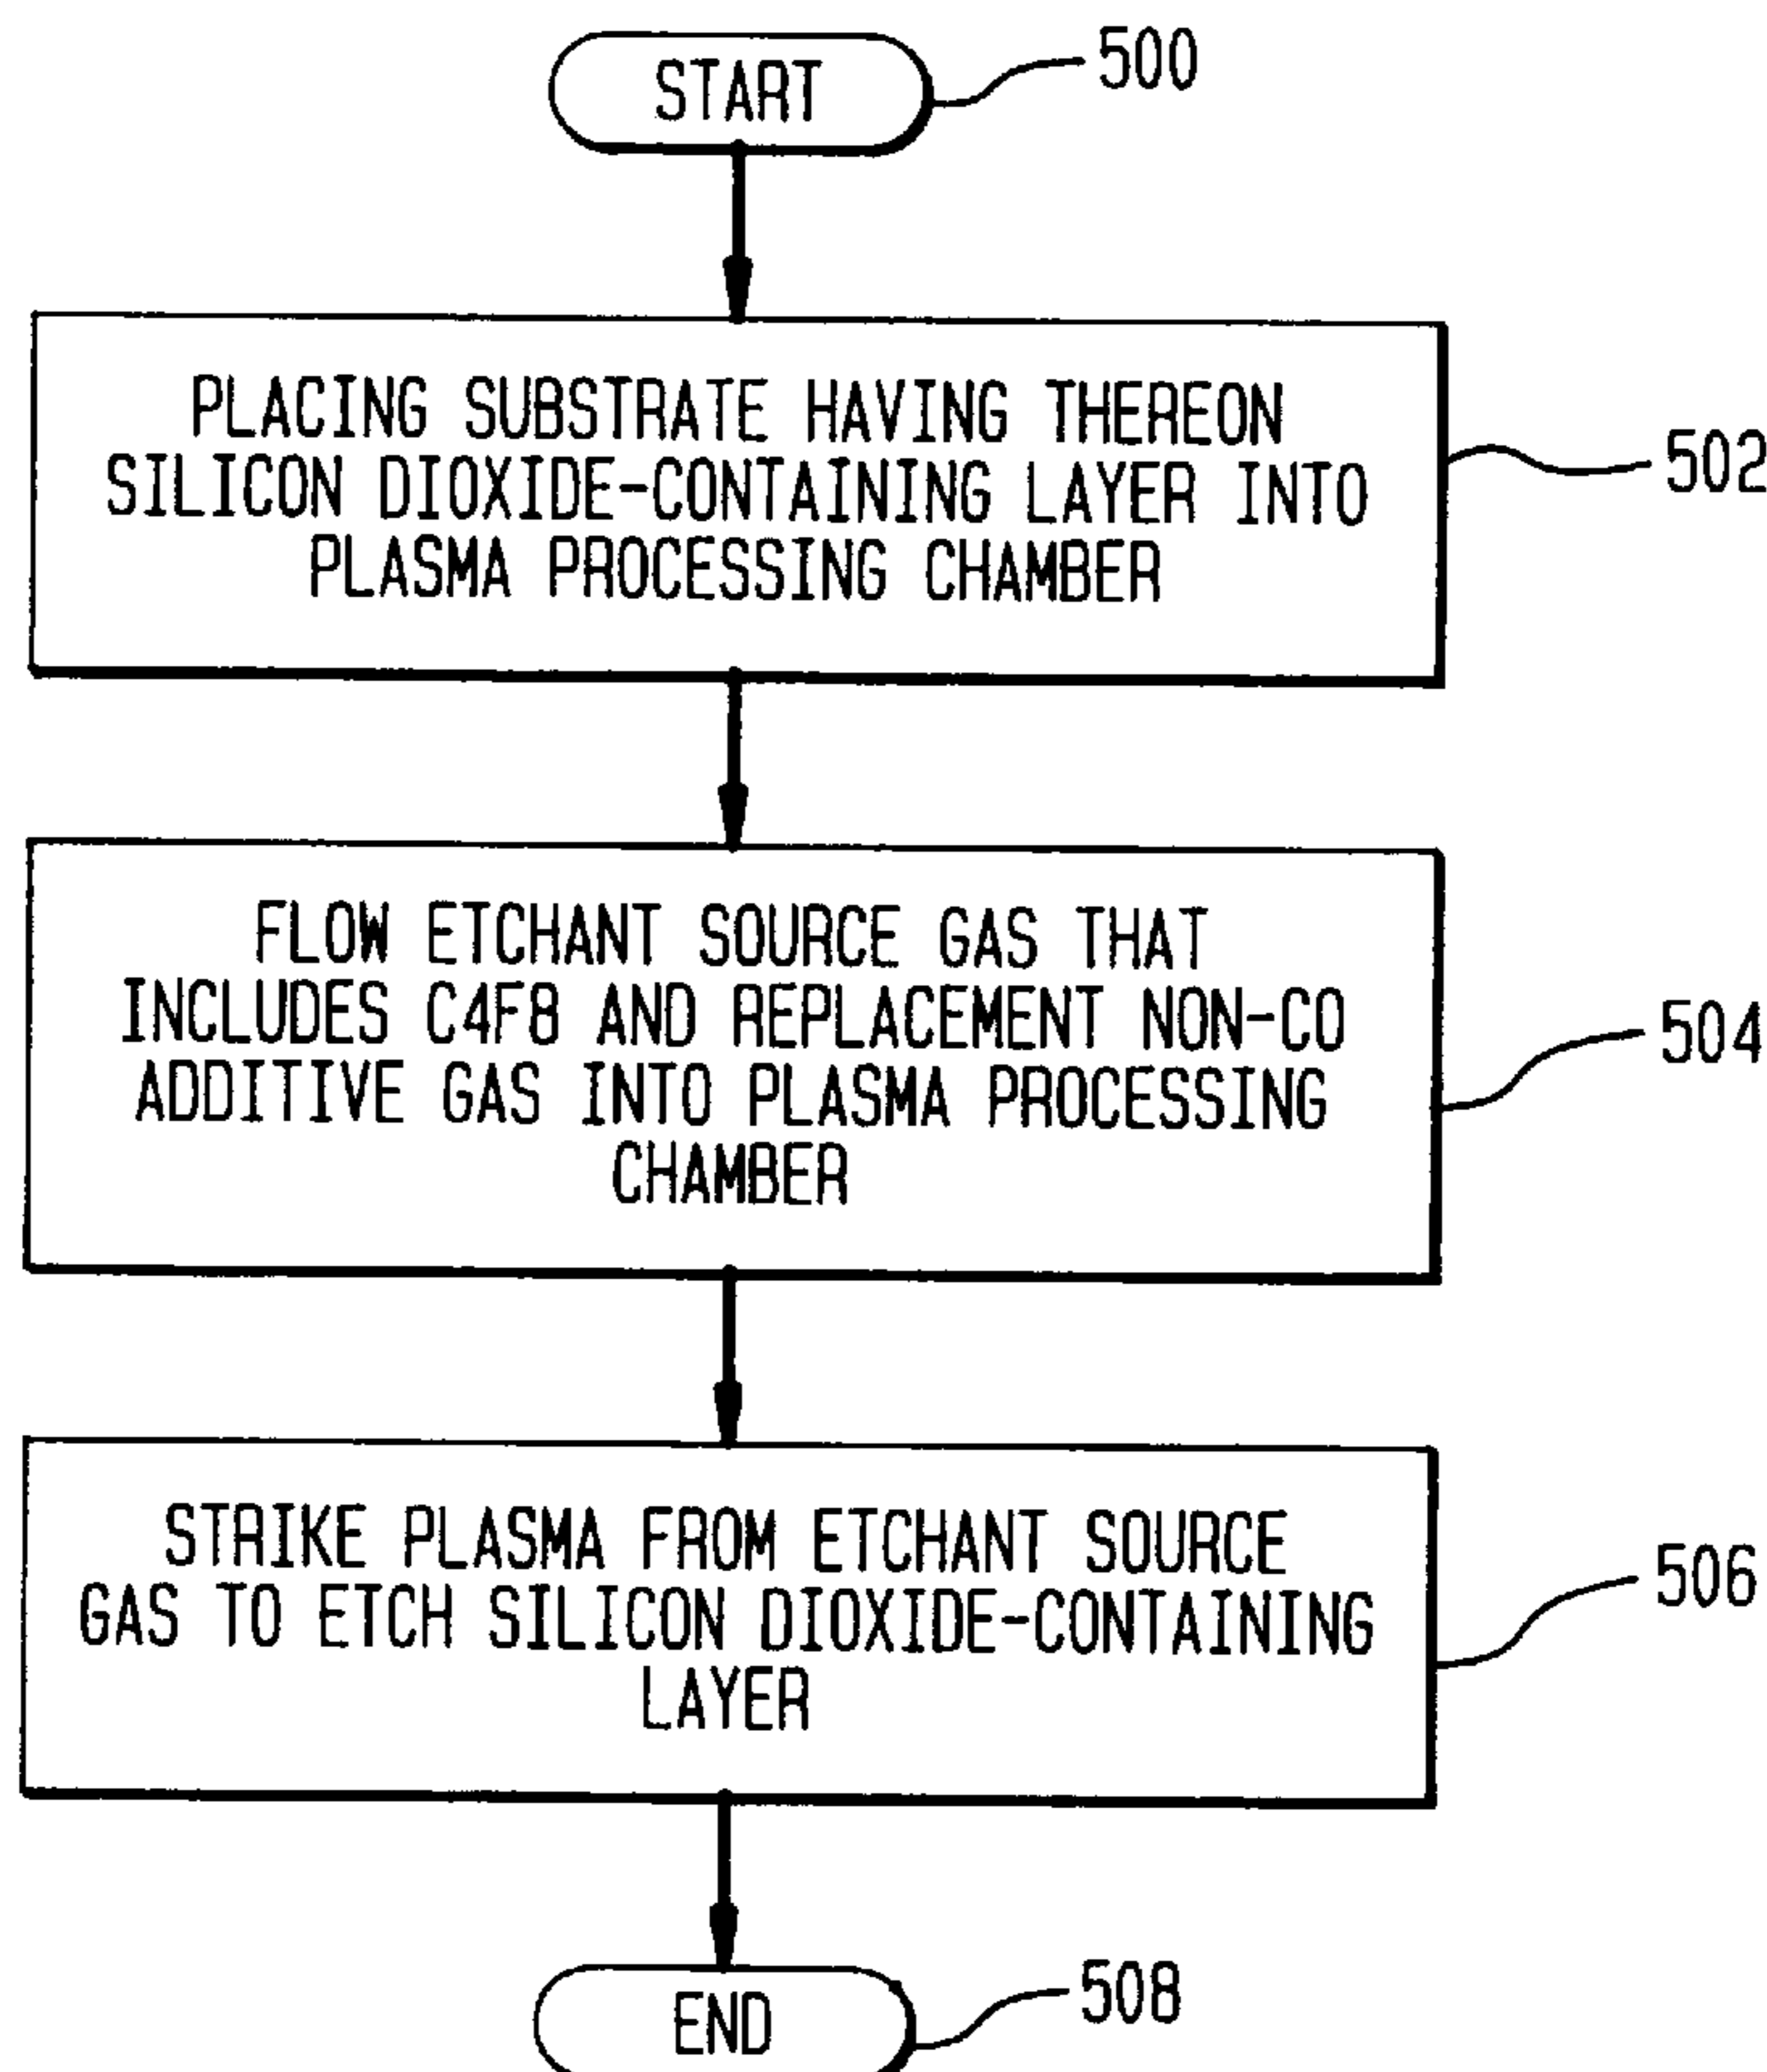 START
500
PLACING SUBSTRATE HAVING THEREON
SILICON DIOXIDE-CONTAINING LAYER INTO
PLASMA PROCESSING CHAMBER
502
FLOW ETCHANT SOURCE GAS THAT
INCLUDES C4F8 AND REPLACEMENT NON-CO
ADDITIVE GAS INTO PLASMA PROCESSING
CHAMBER
504
STRIKE PLASMA FROM ETCHANT SOURCE
GAS TO ETCH SILICON DIOXIDE-CONTAINING
LAYER
506
END
508